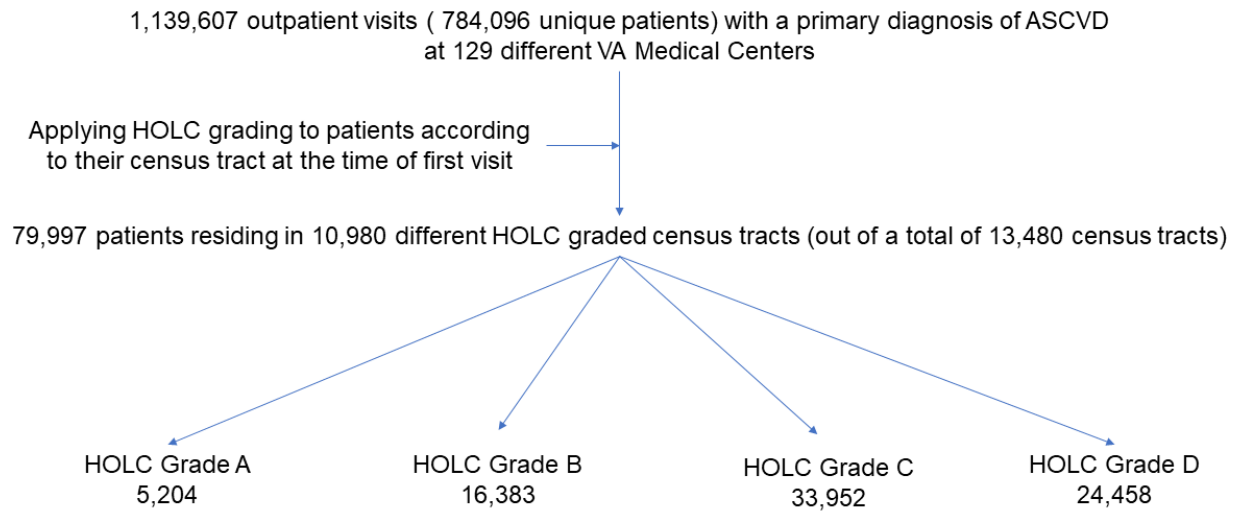 1,139,607 outpatient visits ( 784,096 unique patients) with a primary diagnosis of ASCVD
at 129 different VA Medical Centers
Applying HOLC grading to patients according
to their census tract at the time of first visit
79,997 patients residing in 10,980 different HOLC graded census tracts (out of a total of 13,480 census tracts)
HOLC Grade A
5,204
HOLC Grade B
16,383
HOLC Grade C
33,952
HOLC Grade D
24,458